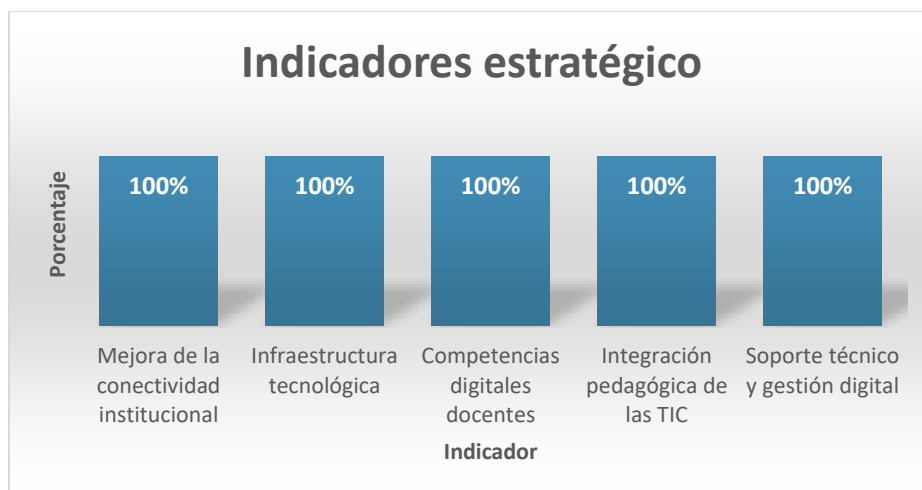 Indicadores estratégico
Porcentaje
100%
100%
100%
100%
100%
Mejora de la
conectividad
institucional
Infraestructura
tecnológica
Competencias
digitales
docentes
Integración
pedagógica de
las TIC
Soporte técnico
y gestión digital
Indicador